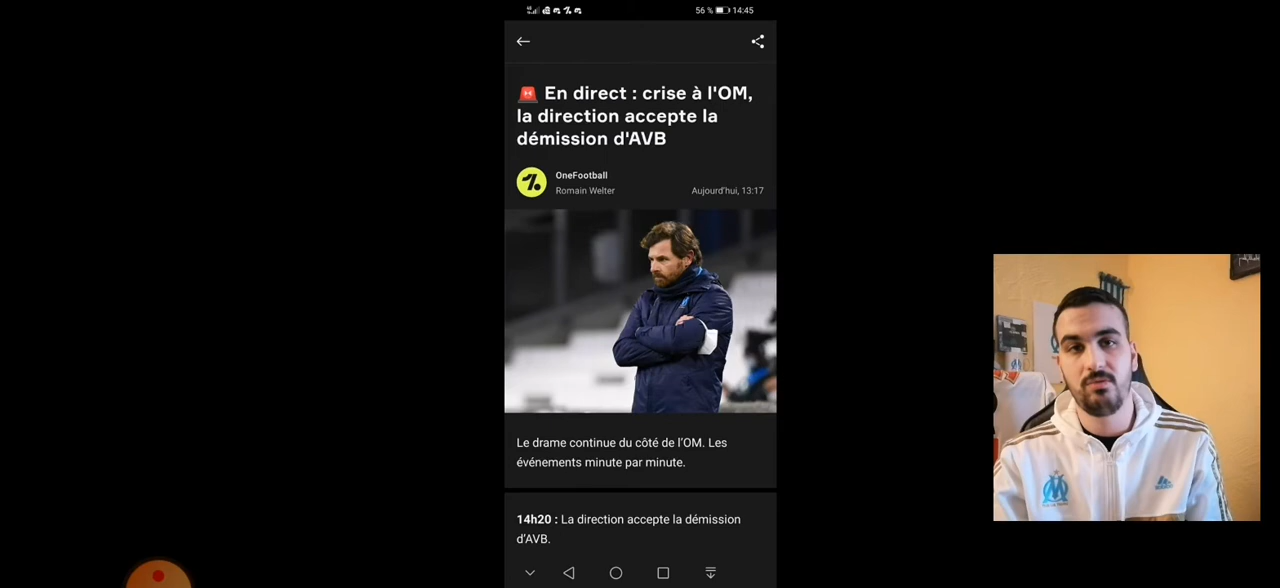 56 % 14:45
🚨 En direct : crise à l'OM,
la direction accepte la
démission d'AVB
OneFootball
Romain Welter
Aujourd'hui, 13:17
Le drame continue du côté de l'OM. Les
événements minute par minute.
14h20 : La direction accepte la démission
d'AVB.